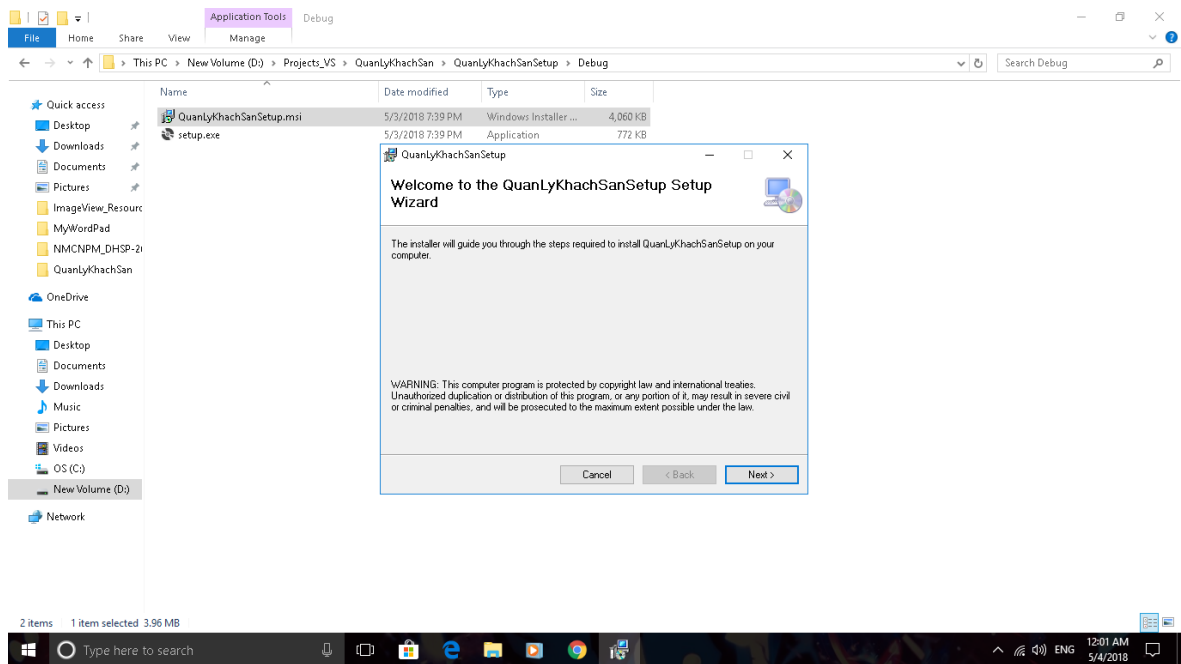 Application Tools
Debug
File
Home
Share
View
Manage
This PC
New Volume (D:)
Projects_VS
QuanLyKhachSan
QuanLyKhachSanSetup
Debug
Search Debug
Name
Date modified
Type
Size
Quick access
Desktop
Downloads
Documents
Pictures
ImageView_Resourc
MyWordPad
NMCNPM_DHSP-20
QuanLyKhachSan
OneDrive
This PC
Desktop
Documents
Downloads
Music
Pictures
Videos
OS (C:)
New Volume (D:)
Network
QuanLyKhachSanSetup.msi 5/3/2018 7:39 PM Windows Installer ... 4,060 KB
setup.exe 5/3/2018 7:39 PM Application 772 KB
QuanLyKhachSanSetup
Welcome to the QuanLyKhachSanSetup Setup
Wizard
The installer will guide you through the steps required to install QuanLyKhachSanSetup on your
computer.
WARNING: This computer program is protected by copyright law and international treaties.
Unauthorized duplication or distribution of this program, or any portion of it, may result in severe civil
or criminal penalties, and will be prosecuted to the maximum extent possible under the law.
Cancel
< Back
Next >
2 items
1 item selected 3.96 MB
Type here to search
ENG
12:01 AM
5/4/2018